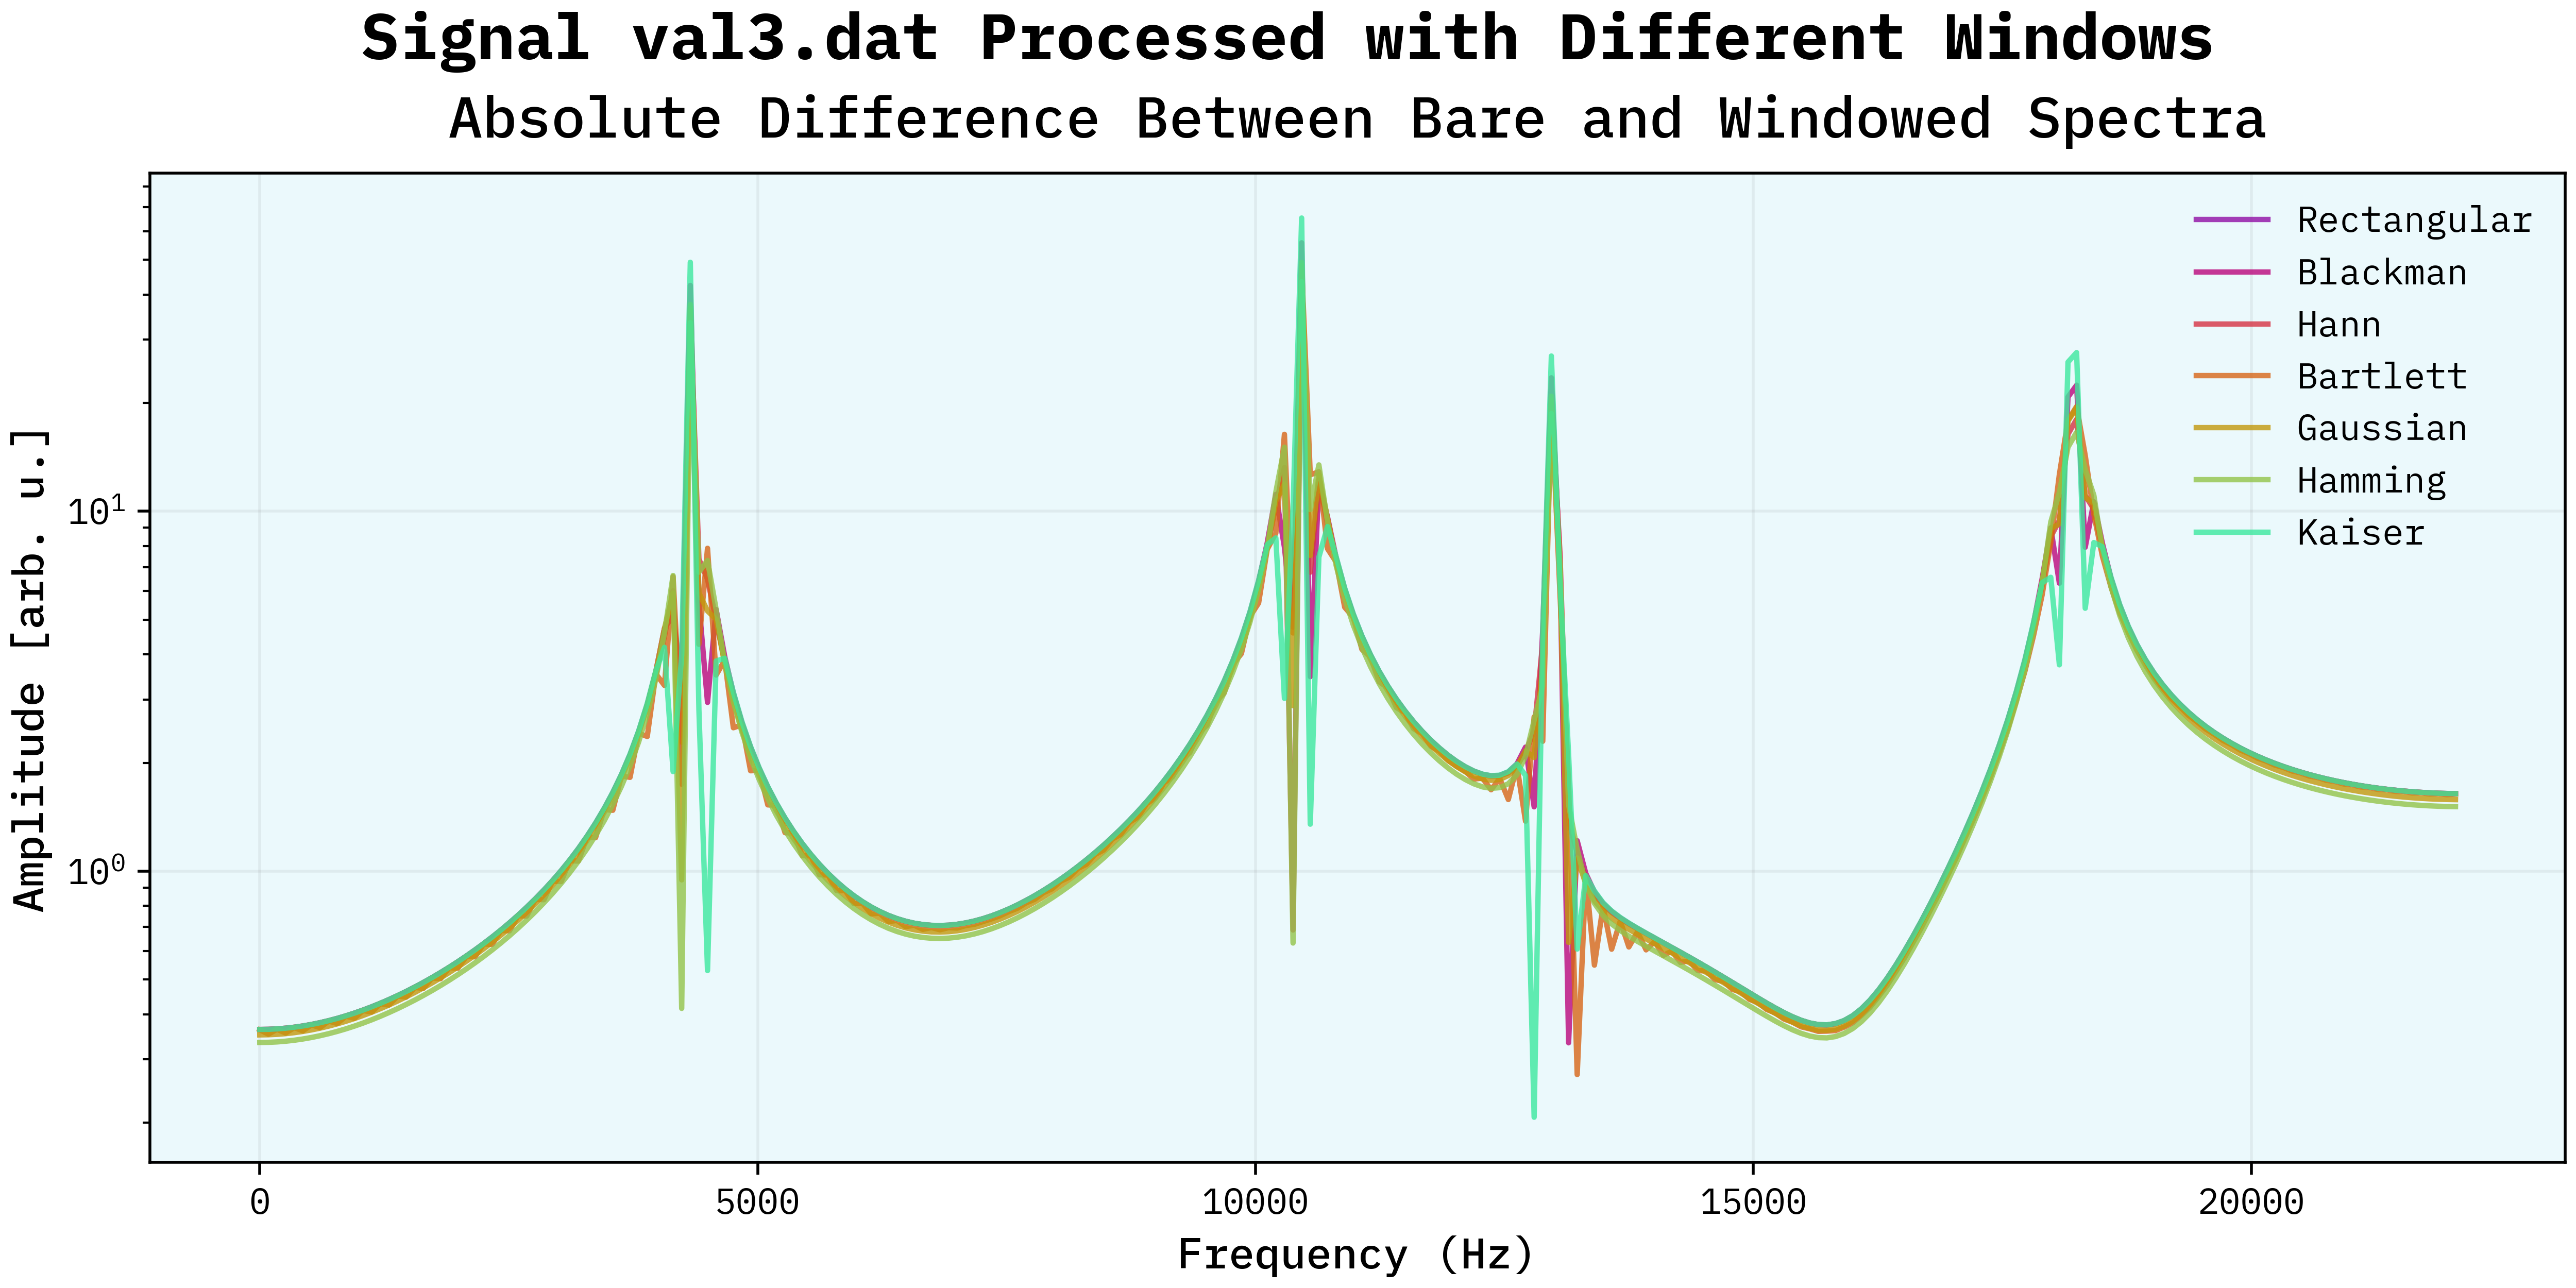 Signal val3.dat Processed with Different Windows
Absolute Difference Between Bare and Windowed Spectra
Rectangular
Blackman
Hann
Bartlett
Gaussian
Hamming
Kaiser
Amplitude [arb. u.]
10¹
10⁰
0 5000 10000 15000 20000
Frequency (Hz)